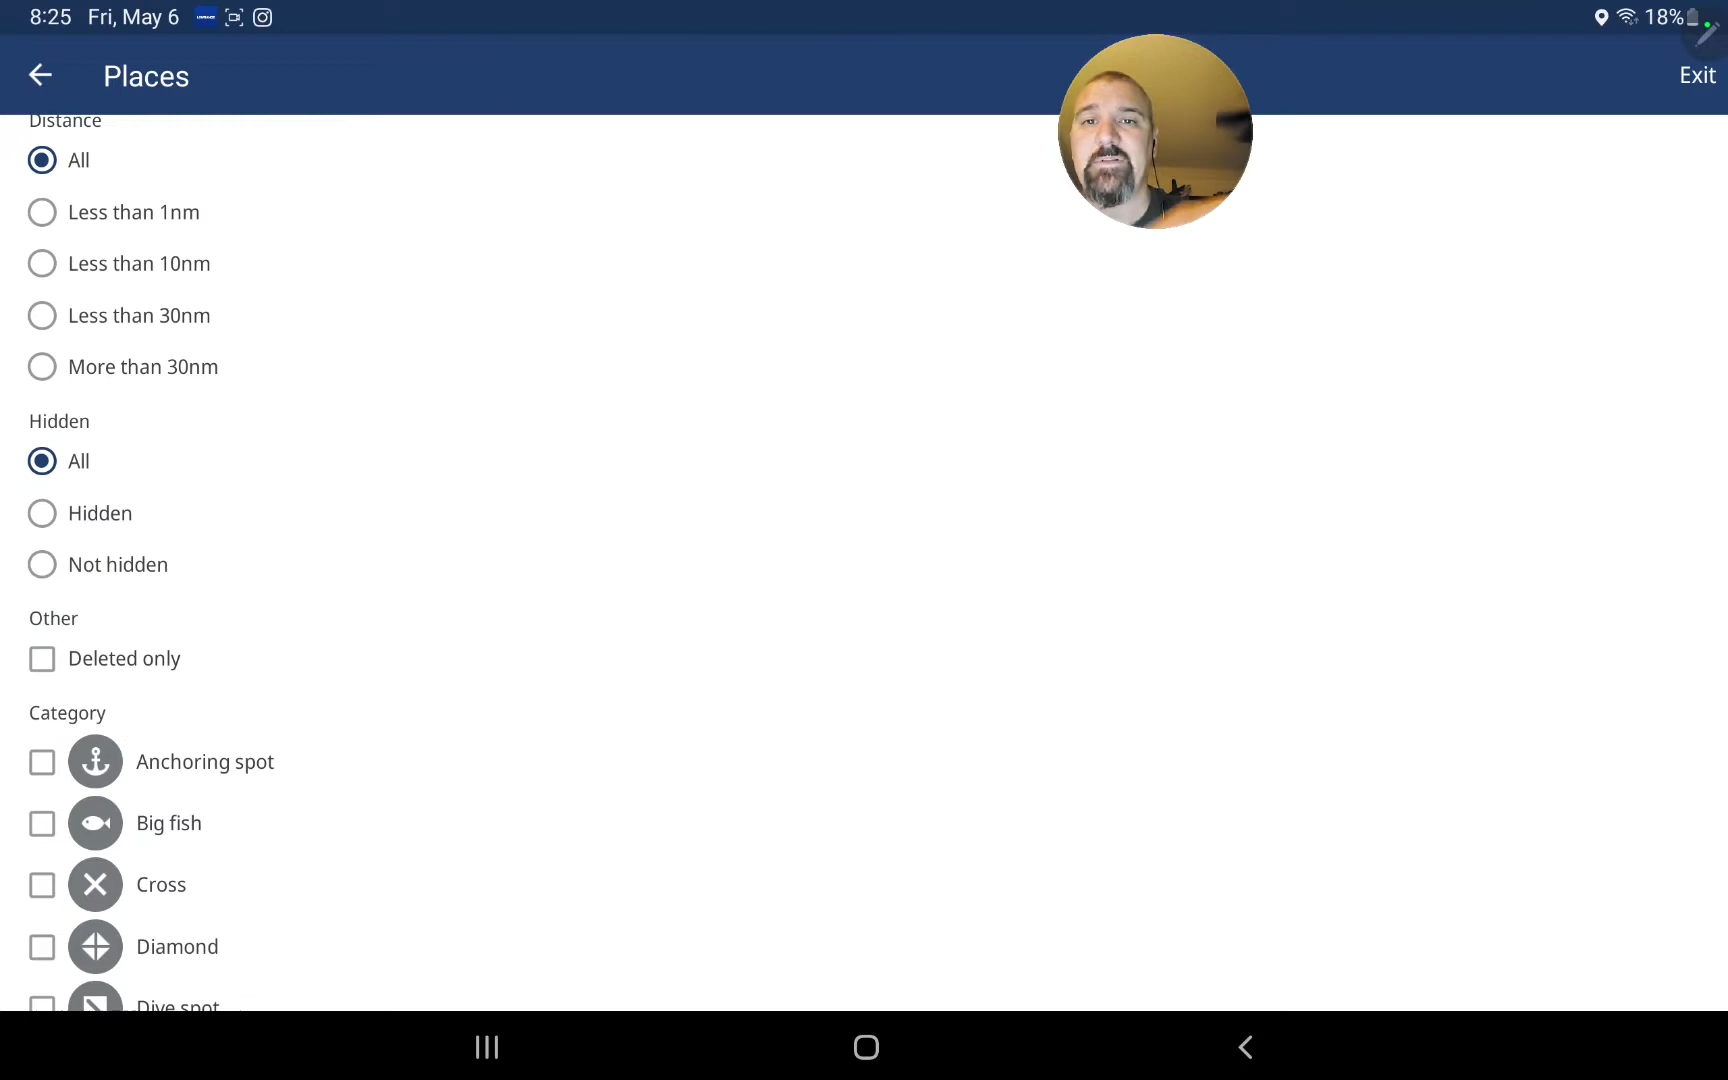 8:25 Fri, May 6 LOWRANCE 18%
Places
Exit
Distance
All
Less than 1nm
Less than 10nm
Less than 30nm
More than 30nm
Hidden
All
Hidden
Not hidden
Other
Deleted only
Category
Anchoring spot
Big fish
Cross
Diamond
Dive spot